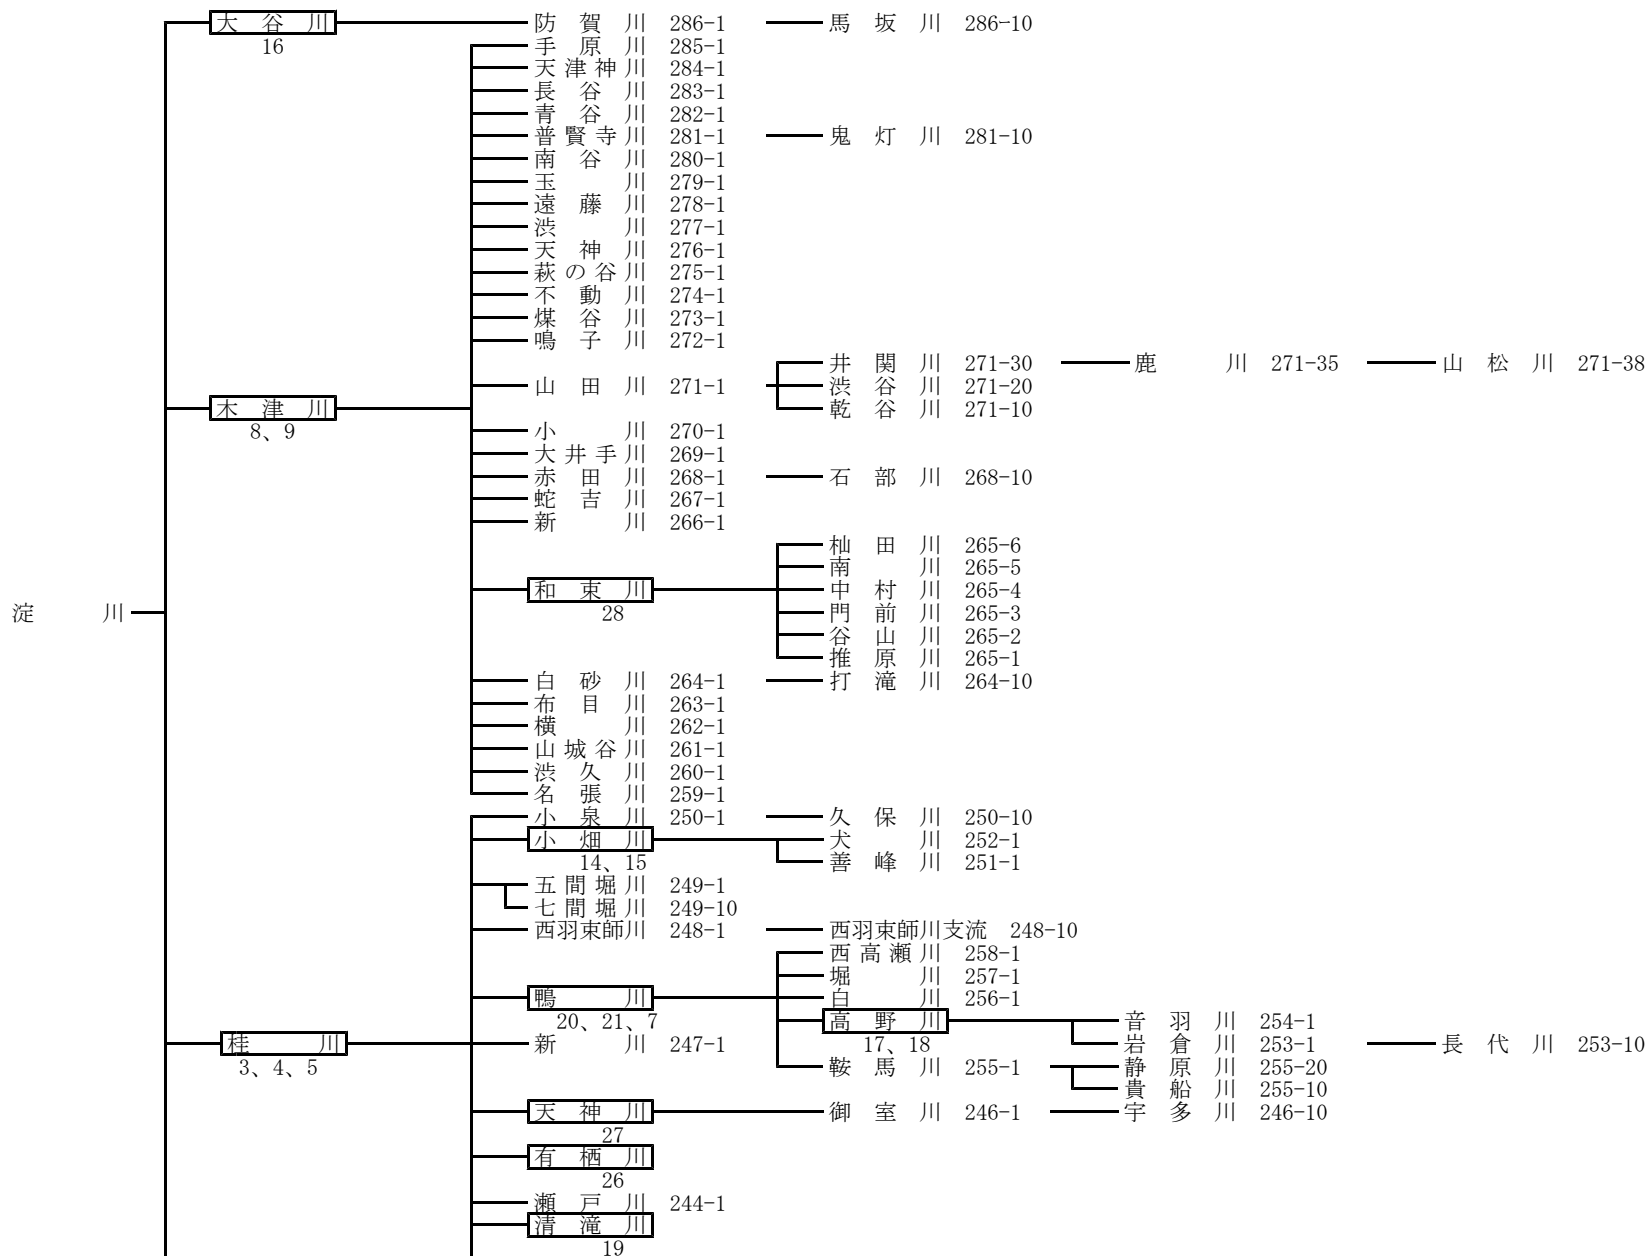 大谷川 防賀川 286-1 馬坂川 286-10
16 手原川 285-1
天津神川 284-1
長谷川 283-1
青谷川 282-1
普賢寺川 281-1 鬼灯川 281-10
南谷川 280-1
玉川 279-1
遠藤川 278-1
渋川 277-1
天神川 276-1
萩の谷川 275-1
不動川 274-1
煤谷川 273-1
鳴子川 272-1
井関川 271-30 鹿川 271-35 山松川 271-38
山田川 271-1 渋谷川 271-20
木津川 乾谷川 271-10
8、9 小川 270-1
大井手川 269-1
赤田川 268-1 石部川 268-10
蛇吉川 267-1
新川 266-1
杣田川 265-6
南川 265-5
和束川 中村川 265-4
淀川 28 門前川 265-3
谷山川 265-2
推原川 265-1
白砂川 264-1 打滝川 264-10
布目川 263-1
横川 262-1
山城谷川 261-1
渋久川 260-1
名張川 259-1
小泉川 250-1 久保川 250-10
小畑川 犬川 252-1
14、15 善峰川 251-1
五間堀川 249-1
七間堀川 249-10
西羽束師川 248-1 西羽束師川支流 248-10
西高瀬川 258-1
堀川 257-1
鴨川 白川 256-1
20、21、7 高野川 音羽川 254-1
桂川 新川 247-1 17、18 岩倉川 253-1 長代川 253-10
3、4、5 鞍馬川 255-1 静原川 255-20
貴船川 255-10
天神川 御室川 246-1 宇多川 246-10
27
有栖川
26
瀬戸川 244-1
清滝川
19